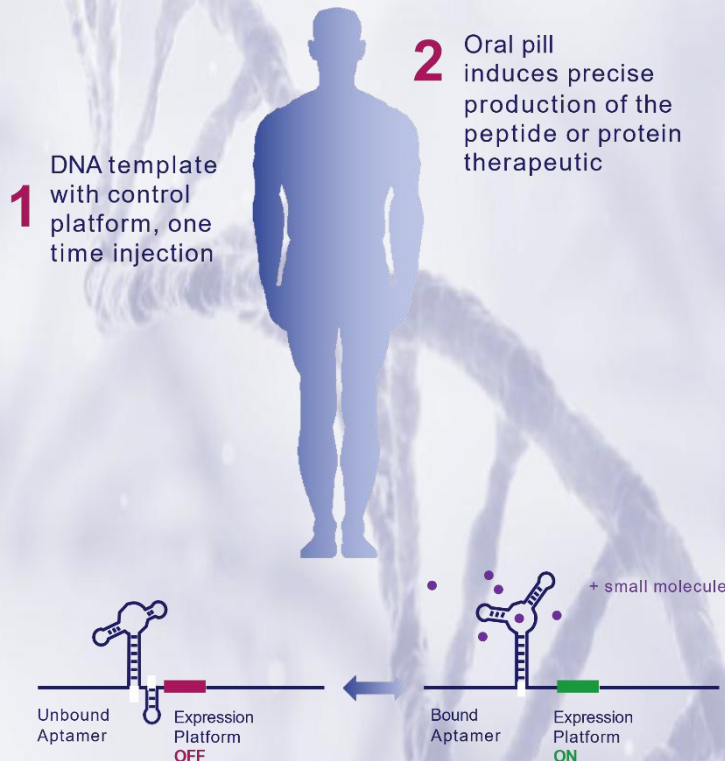 1
DNA template
with control
platform, one
time injection
2
Oral pill
induces precise
production of the
peptide or protein
therapeutic
+ small molecule
Unbound
Aptamer
Expression
Platform
OFF
Bound
Aptamer
Expression
Platform
ON